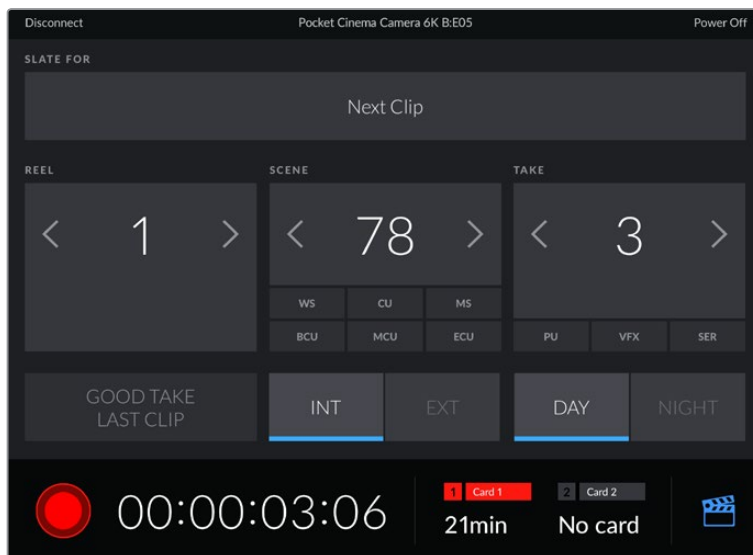 Disconnect Pocket Cinema Camera 6K B:E05 Power Off
SLATE FOR
Next Clip
REEL SCENE TAKE
1 78 3
WS CU MS
BCU MCU ECU PU VFX SER
GOOD TAKE
LAST CLIP
INT EXT DAY NIGHT
00:00:03:06
1 Card 1 2 Card 2
21min No card